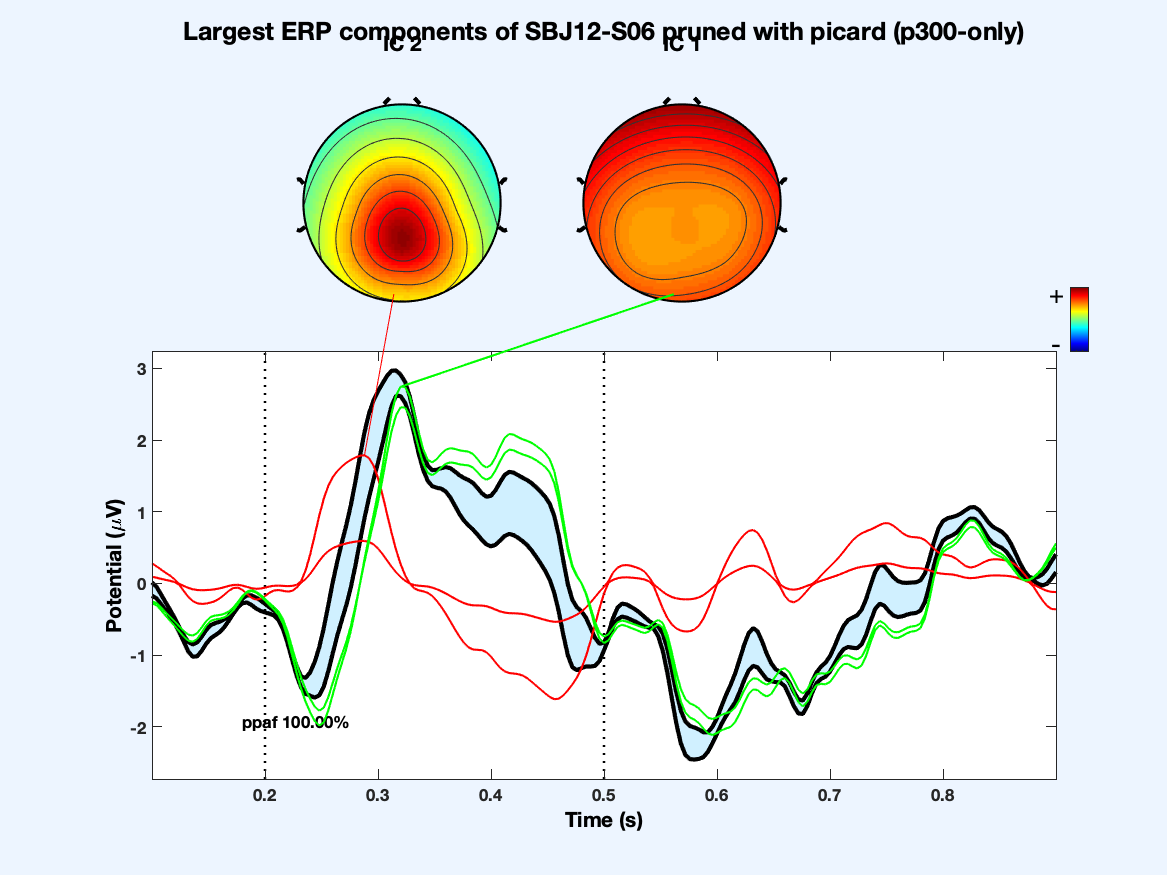 Largest ERP components of SBJ12-S06 pruned with picard (p300-only)
IC 2
IC 1
+
-
3
2
1
0
-1
-2
Potential (μV)
ppaf 100.00%
0.2
0.3
0.4
0.5
0.6
0.7
0.8
Time (s)